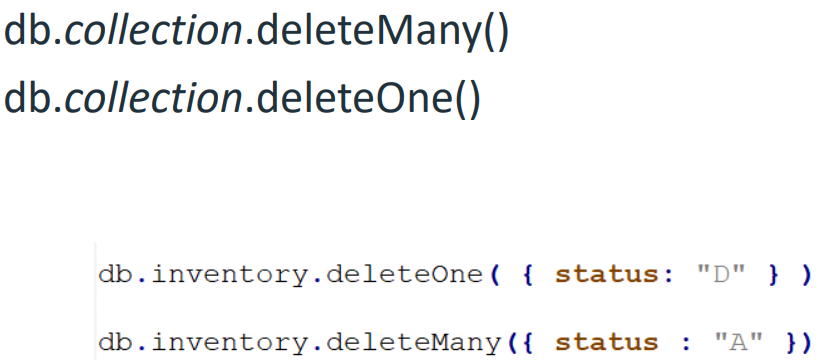 db.collection.deleteMany()
db.collection.deleteOne()
db.inventory.deleteOne( { status: "D" } )
db.inventory.deleteMany({ status : "A" })